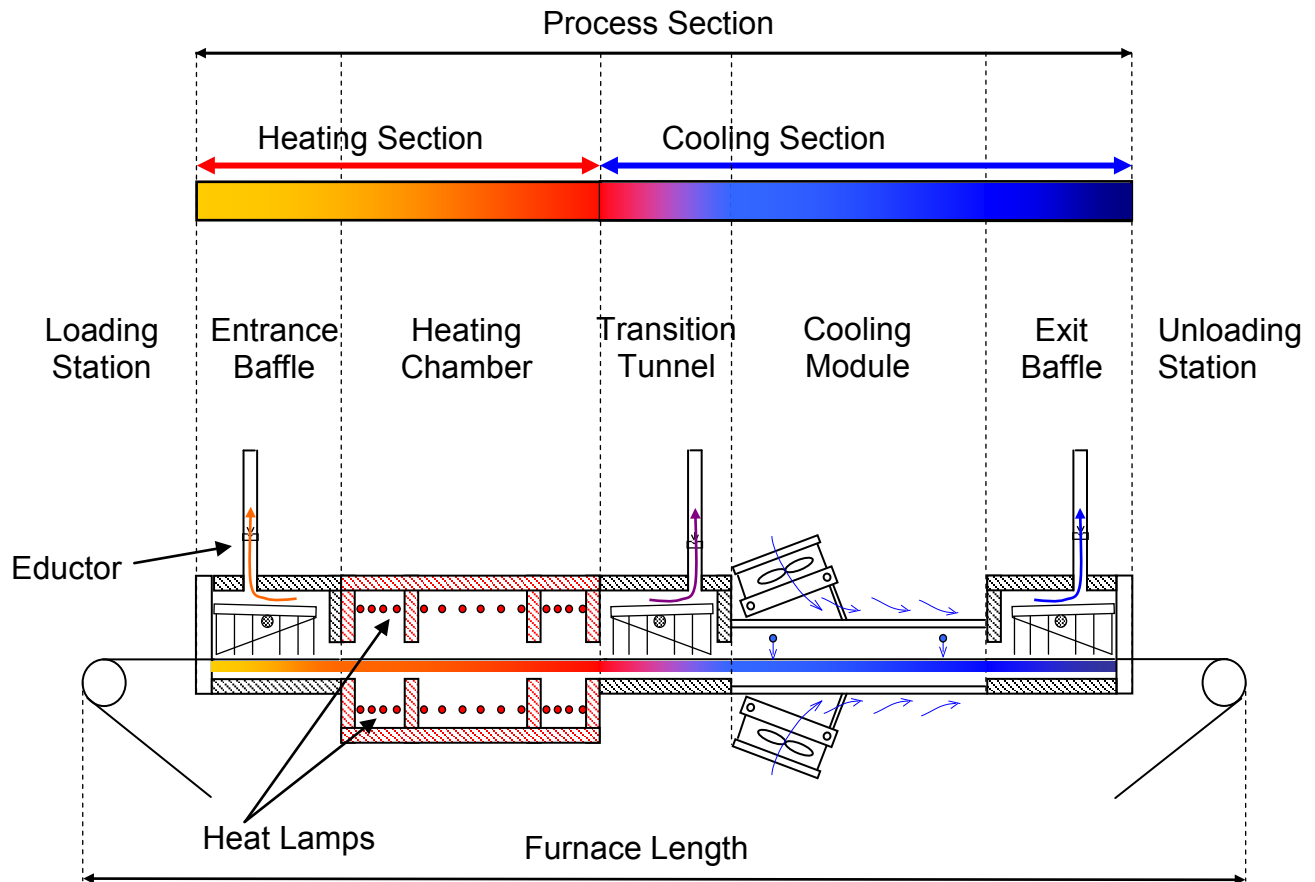 Process Section
Heating Section
Cooling Section
Loading
Station
Entrance
Baffle
Heating
Chamber
Transition
Tunnel
Cooling
Module
Exit
Baffle
Unloading
Station
Eductor
Heat Lamps
Furnace Length